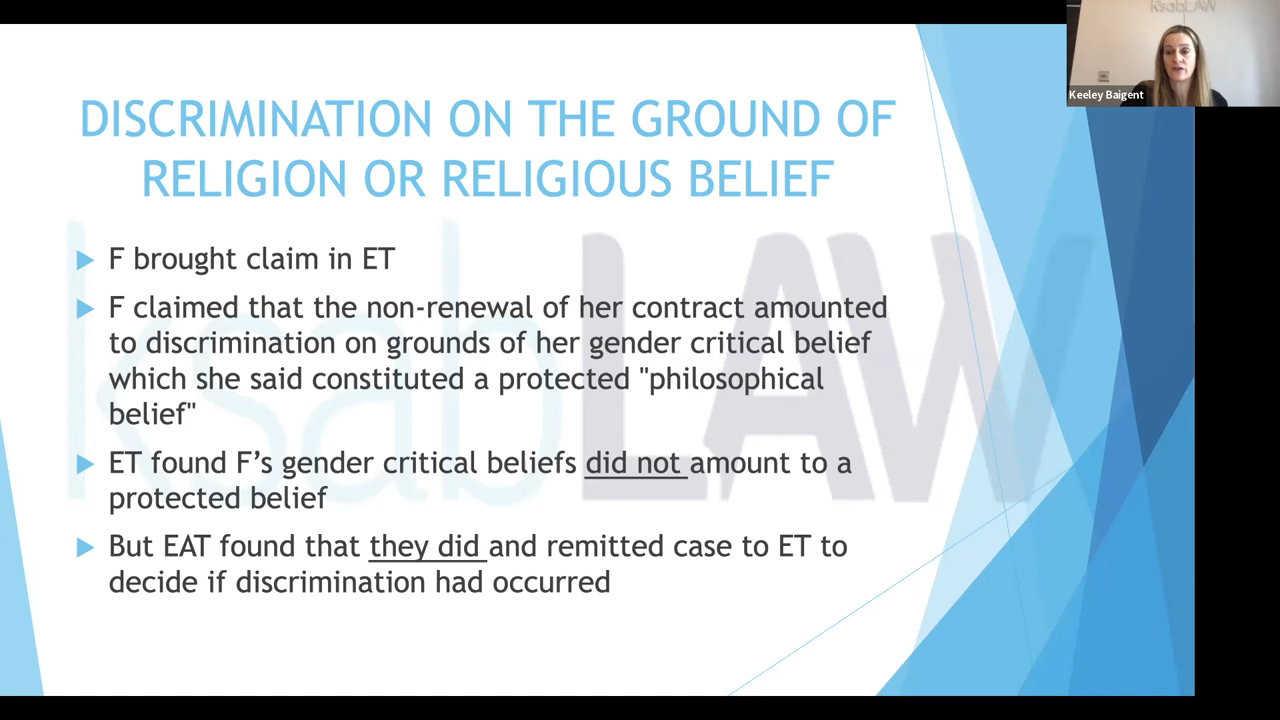 ksabLAW
Keeley Baigent
DISCRIMINATION ON THE GROUND OF
RELIGION OR RELIGIOUS BELIEF
F brought claim in ET
F claimed that the non-renewal of her contract amounted
to discrimination on grounds of her gender critical belief
which she said constituted a protected "philosophical
belief"
ET found F’s gender critical beliefs did not amount to a
protected belief
But EAT found that they did and remitted case to ET to
decide if discrimination had occurred
ksabLAW